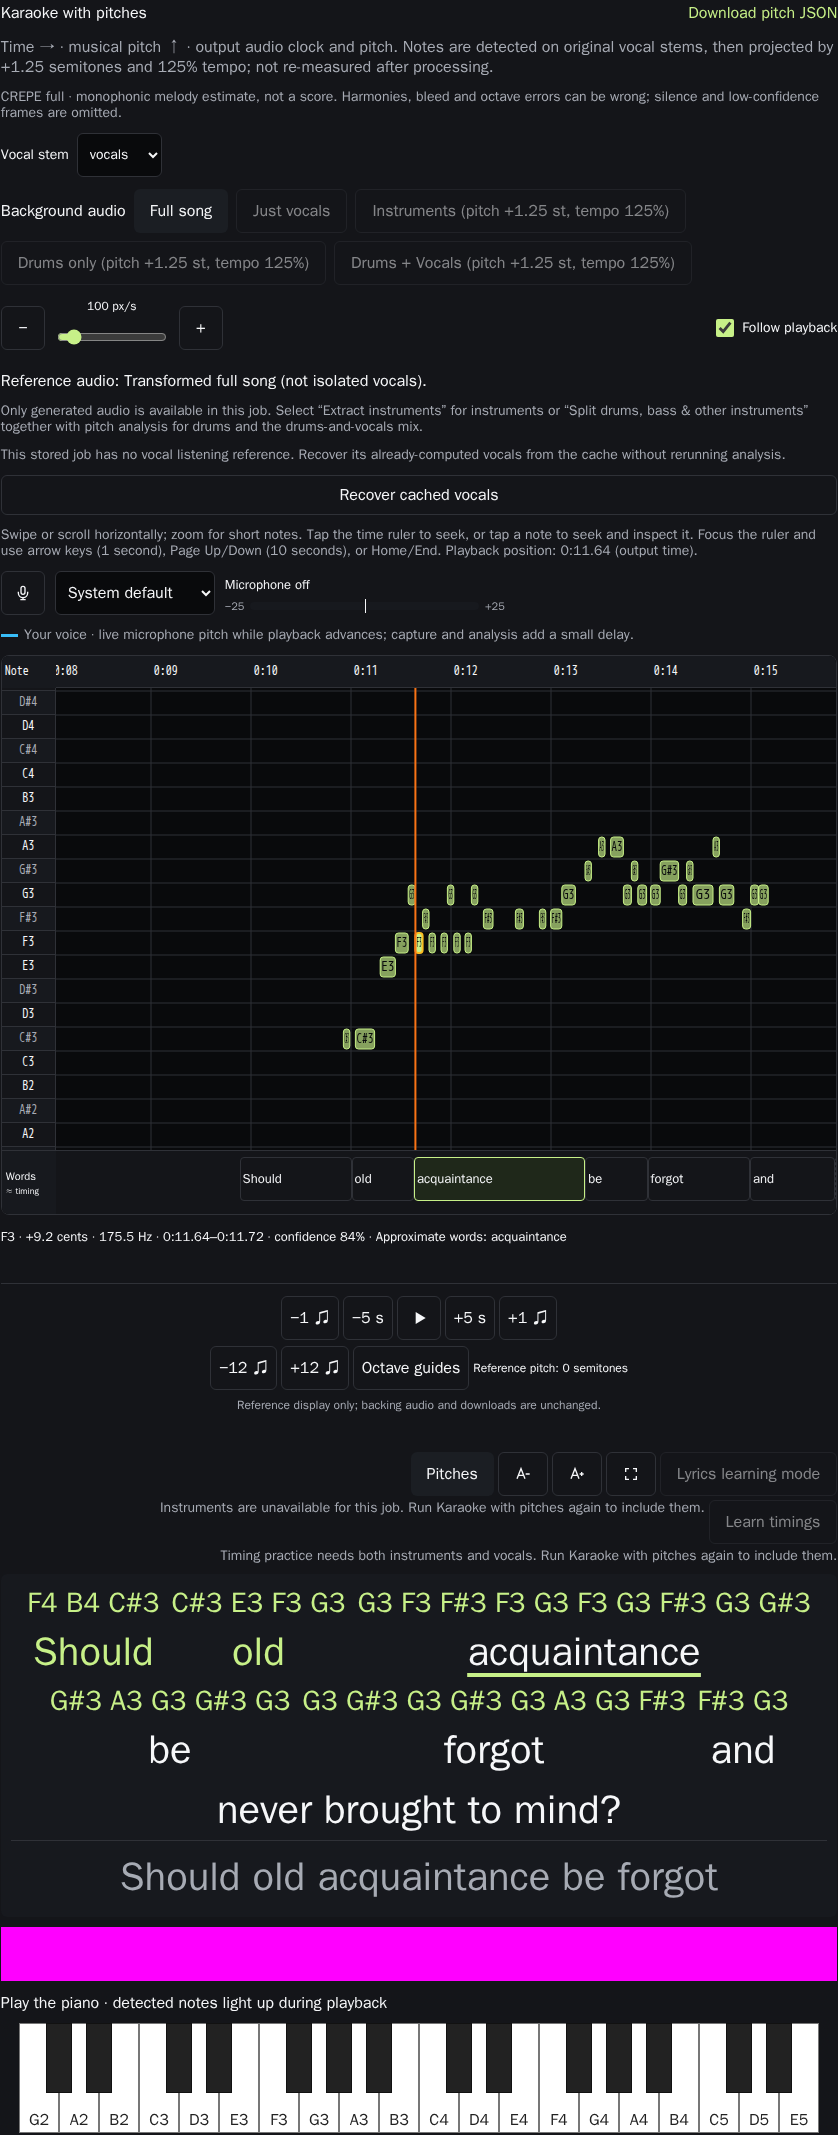 Karaoke with pitches
Download pitch JSON
Time → · musical pitch ↑ · output audio clock and pitch. Notes are detected on original vocal stems, then projected by
+1.25 semitones and 125% tempo; not re-measured after processing.
CREPE full · monophonic melody estimate, not a score. Harmonies, bleed and octave errors can be wrong; silence and low-confidence
frames are omitted.
Vocal stem vocals
Background audio Full song Just vocals Instruments (pitch +1.25 st, tempo 125%)
Drums only (pitch +1.25 st, tempo 125%) Drums + Vocals (pitch +1.25 st, tempo 125%)
100 px/s
− + Follow playback
Reference audio: Transformed full song (not isolated vocals).
Only generated audio is available in this job. Select “Extract instruments” for instruments or “Split drums, bass & other instruments”
together with pitch analysis for drums and the drums-and-vocals mix.
This stored job has no vocal listening reference. Recover its already-computed vocals from the cache without rerunning analysis.
Recover cached vocals
Swipe or scroll horizontally; zoom for short notes. Tap the time ruler to seek, or tap a note to seek and inspect it. Focus the ruler and
use arrow keys (1 second), Page Up/Down (10 seconds), or Home/End. Playback position: 0:11.64 (output time).
System default Microphone off
−25 +25
Your voice · live microphone pitch while playback advances; capture and analysis add a small delay.
Note 0:08 0:09 0:10 0:11 0:12 0:13 0:14 0:15
D#4
D4
C#4
C4
B3
A#3
A3 A3
G#3 G#3
G3 G3 G3 G3
F#3 F#3
F3 F3
E3 E3
D#3
D3
C#3 C#3
C3
B2
A#2
A2
Words Should old acquaintance be forgot and
≈ timing
F3 · +9.2 cents · 175.5 Hz · 0:11.64–0:11.72 · confidence 84% · Approximate words: acquaintance
−1 ♫ −5 s ▶ +5 s +1 ♫
−12 ♫ +12 ♫ Octave guides Reference pitch: 0 semitones
Reference display only; backing audio and downloads are unchanged.
Pitches A- A+ Lyrics learning mode
Instruments are unavailable for this job. Run Karaoke with pitches again to include them.
Learn timings
Timing practice needs both instruments and vocals. Run Karaoke with pitches again to include them.
F4 B4 C#3 C#3 E3 F3 G3 G3 F3 F#3 F3 G3 F3 G3 F#3 G3 G#3
Should old acquaintance
G#3 A3 G3 G#3 G3 G3 G#3 G3 G#3 G3 A3 G3 F#3 F#3 G3
be forgot and
never brought to mind?
Should old acquaintance be forgot
Play the piano · detected notes light up during playback
G2 A2 B2 C3 D3 E3 F3 G3 A3 B3 C4 D4 E4 F4 G4 A4 B4 C5 D5 E5